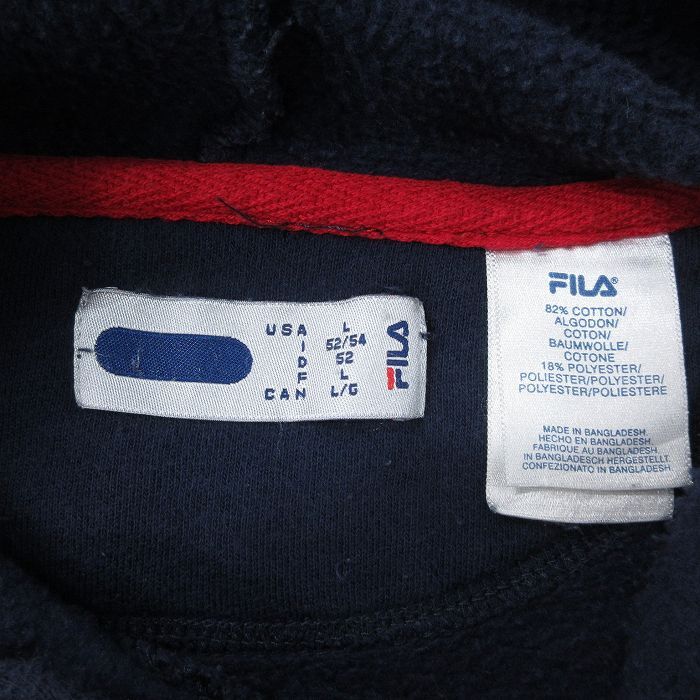 USA L
I 52/54
D 52
F L
CAN L/G
FILA
FILA®
82% COTTON/
ALGODON/
COTON/
BAUMWOLLE/
COTONE
18% POLYESTER/
POLIESTER/POLYESTER/
POLYESTER/POLIESTERE
MADE IN BANGLADESH.
HECHO EN BANGLADESH.
FABRIQUE AU BANGLADESH
IN BANGLADESCH HERGESTELLT.
CONFEZIONATO IN BANGLADESH